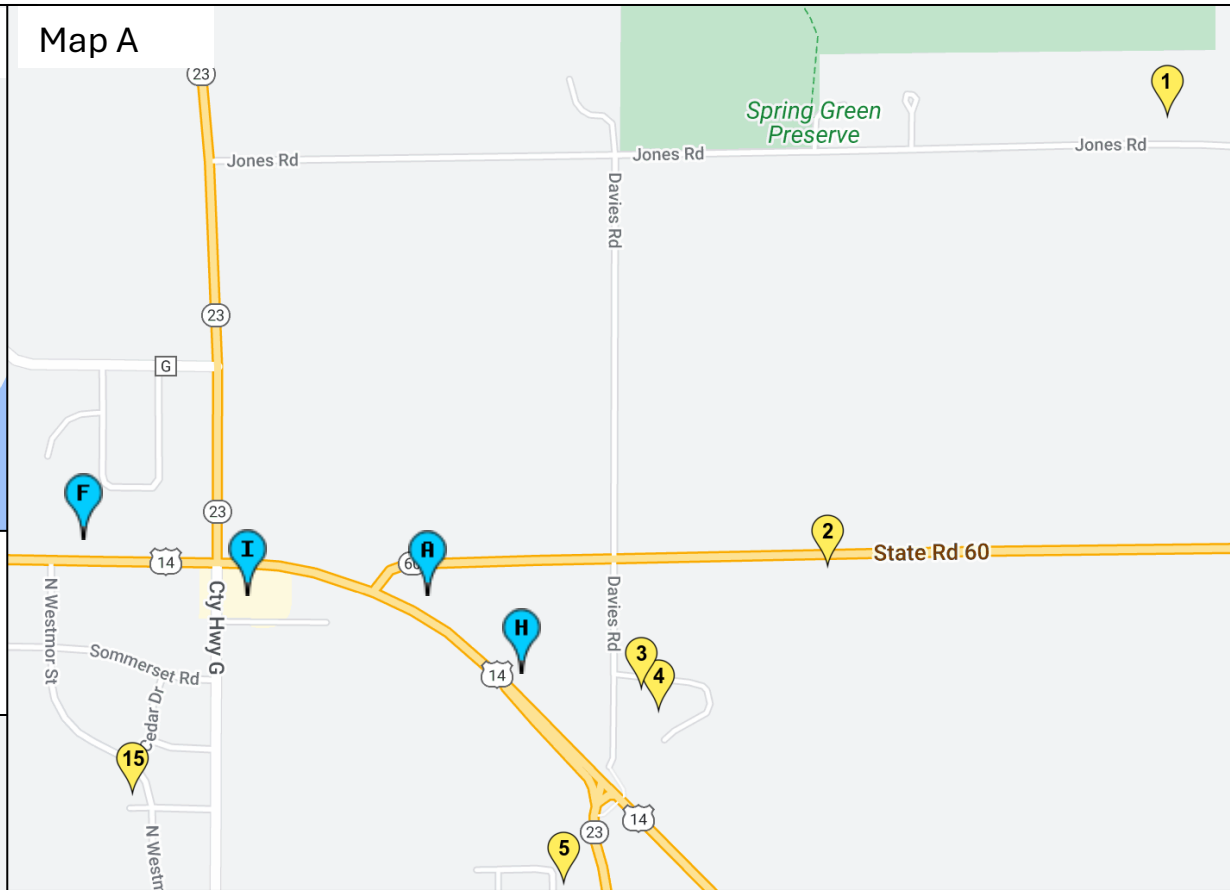 Map A
23
1
Spring Green
Preserve
Jones Rd
Jones Rd
Jones Rd
Davies Rd
23
G
F
23
2
14
I
60
A
State Rd 60
N Westmor St
Cty Hwy G
Davies Rd
H
Sommerset Rd
3
14
4
Cedar Dr
15
14
23
5
N Westm